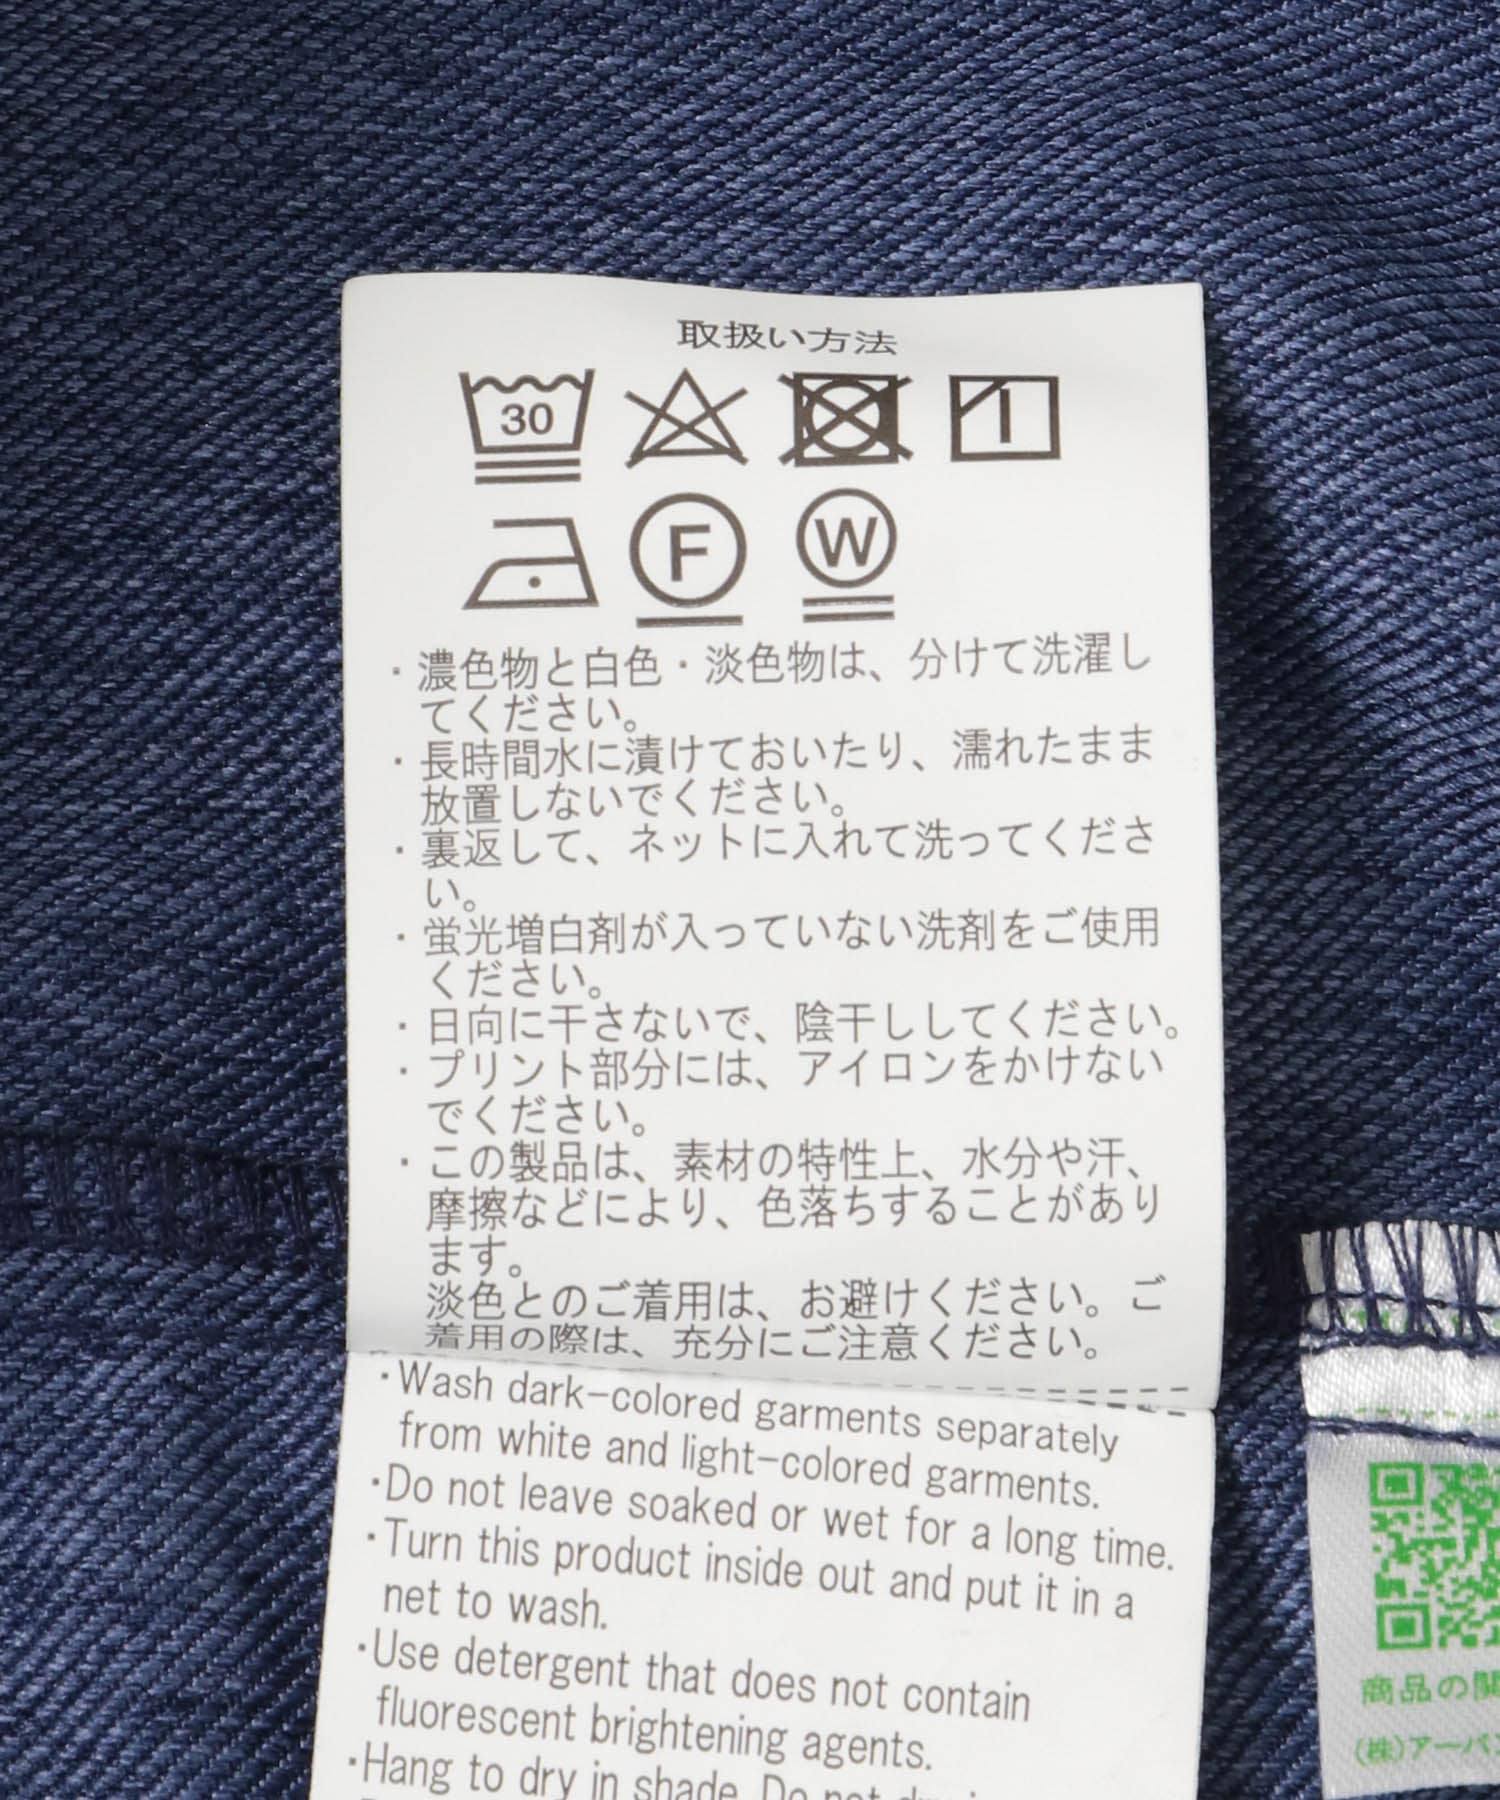 取扱い方法
30
F W
・濃色物と白色・淡色物は、分けて洗濯し
てください。
・長時間水に漬けておいたり、濡れたまま
放置しないでください。
・裏返して、ネットに入れて洗ってくださ
い。
・蛍光増白剤が入っていない洗剤をご使用
ください。
・日向に干さないで、陰干ししてください。
・プリント部分には、アイロンをかけない
でください。
・この製品は、素材の特性上、水分や汗、
摩擦などにより、色落ちすることがあり
ます。
淡色とのご着用は、お避けください。ご
着用の際は、充分にご注意ください。
・Wash dark-colored garments separately
from white and light-colored garments.
・Do not leave soaked or wet for a long time.
・Turn this product inside out and put it in a
net to wash.
・Use detergent that does not contain
fluorescent brightening agents.
・Hang to dry in shade. Do not dry
商品の関
(株)アーバン